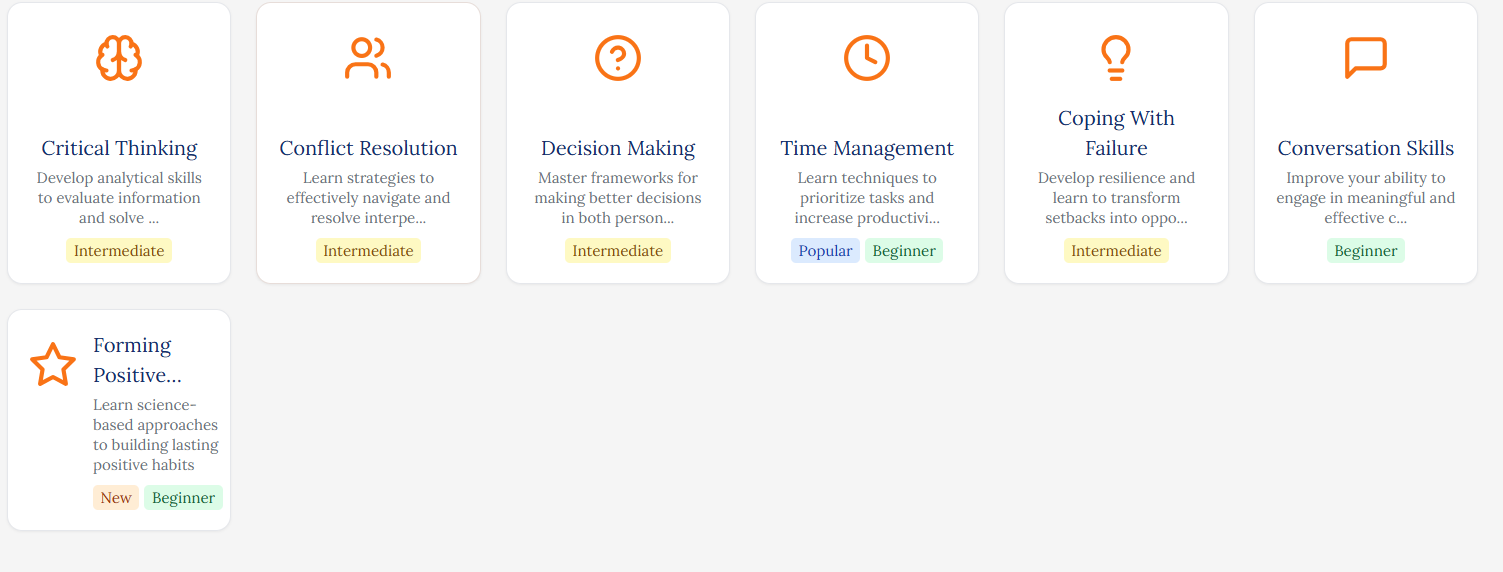 Critical Thinking
Develop analytical skills
to evaluate information
and solve ...
Intermediate
Conflict Resolution
Learn strategies to
effectively navigate and
resolve interpe...
Intermediate
Decision Making
Master frameworks for
making better decisions
in both person...
Intermediate
Time Management
Learn techniques to
prioritize tasks and
increase productivi...
Popular Beginner
Coping With
Failure
Develop resilience and
learn to transform
setbacks into oppo...
Intermediate
Conversation Skills
Improve your ability to
engage in meaningful and
effective c...
Beginner
Forming
Positive...
Learn science-
based approaches
to building lasting
positive habits
New Beginner